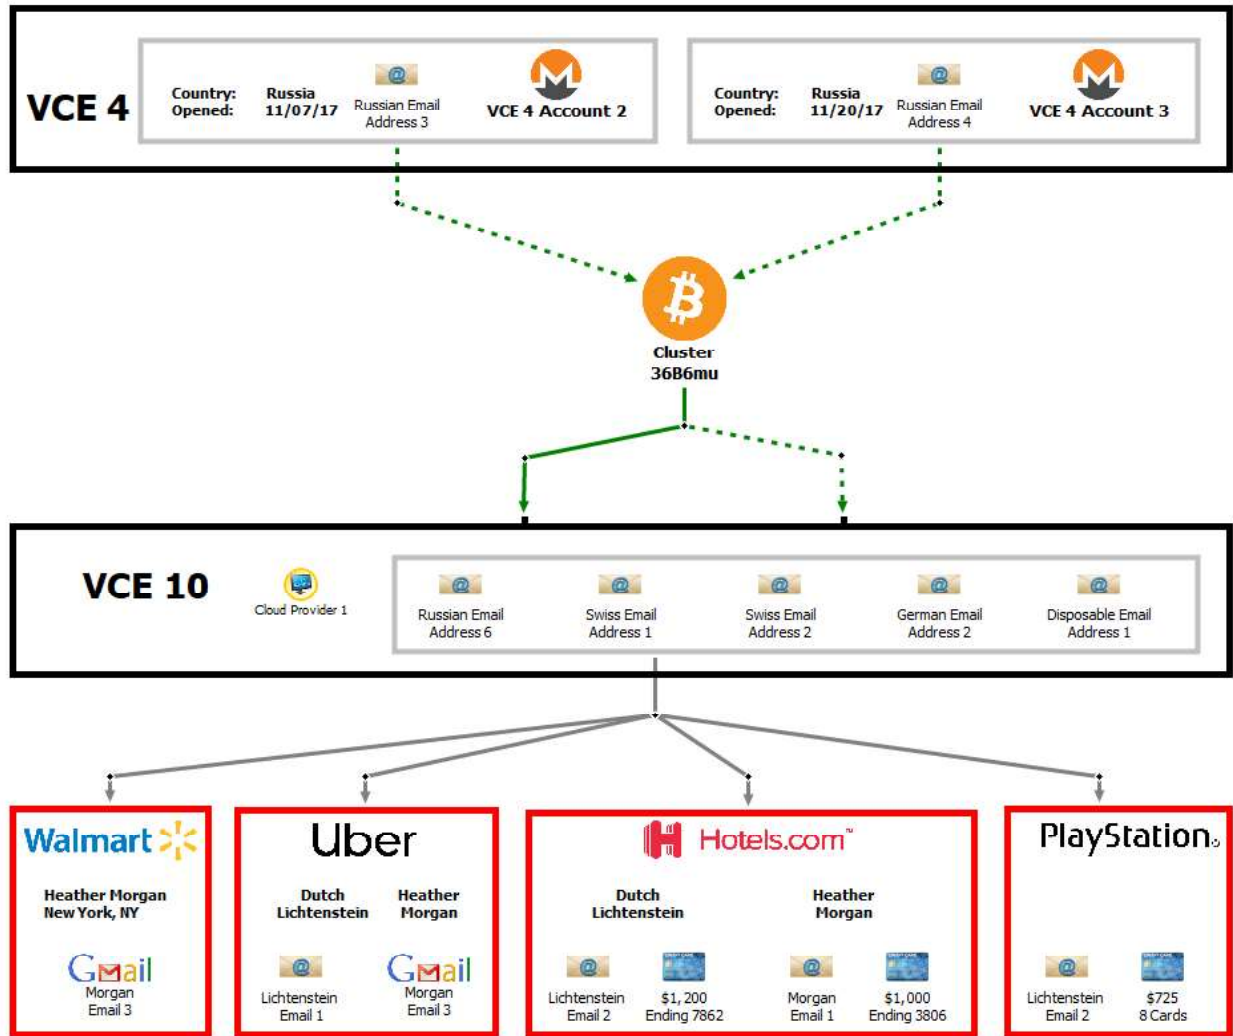 VCE 4
Country: Russia
Opened: 11/07/17
Russian Email
Address 3
VCE 4 Account 2
Country: Russia
Opened: 11/20/17
Russian Email
Address 4
VCE 4 Account 3
Cluster
36B6mu
VCE 10
Cloud Provider 1
Russian Email
Address 6
Swiss Email
Address 1
Swiss Email
Address 2
German Email
Address 2
Disposable Email
Address 1
Walmart
Heather Morgan
New York, NY
Gmail
Morgan
Email 3
Uber
Dutch
Lichtenstein
Lichtenstein
Email 1
Heather
Morgan
Gmail
Morgan
Email 3
Hotels.com™
Dutch
Lichtenstein
Lichtenstein
Email 2
$1,200
Ending 7862
Heather
Morgan
Morgan
Email 1
$1,000
Ending 3806
PlayStation®
Lichtenstein
Email 2
$725
8 Cards